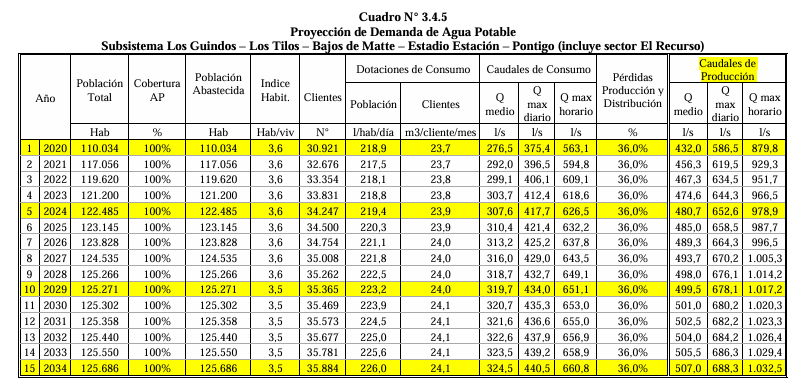 Cuadro N° 3.4.5
Proyección de Demanda de Agua Potable
Subsistema Los Guindos – Los Tilos – Bajos de Matte – Estadio Estación – Pontigo (incluye sector El Recurso)
Año Población Total Cobertura AP Población Abastecida Indice Habit. Clientes Dotaciones de Consumo Caudales de Consumo Pérdidas Producción y Distribución Caudales de Producción
Población Clientes Q medio Q max diario Q max horario Q medio Q max diario Q max horario
Hab % Hab Hab/viv N° l/hab/día m3/cliente/mes l/s l/s l/s % l/s l/s l/s
1 2020 110.034 100% 110.034 3,6 30.921 218,9 23,7 276,5 375,4 563,1 36,0% 432,0 586,5 879,8
2 2021 117.056 100% 117.056 3,6 32.676 217,5 23,8 292,0 396,5 594,8 36,0% 456,3 619,5 929,3
3 2022 119.620 100% 119.620 3,6 33.354 218,1 23,8 299,1 406,1 609,1 36,0% 467,3 634,5 951,7
4 2023 121.200 100% 121.200 3,6 33.831 218,8 23,8 303,7 412,4 618,6 36,0% 474,6 644,3 966,5
5 2024 122.485 100% 122.485 3,6 34.247 219,4 23,9 307,6 417,7 626,5 36,0% 480,7 652,6 978,9
6 2025 123.145 100% 123.145 3,6 34.500 220,3 23,9 310,4 421,4 632,2 36,0% 485,0 658,5 987,7
7 2026 123.828 100% 123.828 3,6 34.754 221,1 24,0 313,2 425,2 637,8 36,0% 489,3 664,3 996,5
8 2027 124.535 100% 124.535 3,6 35.008 221,8 24,0 316,0 429,0 643,5 36,0% 493,7 670,2 1.005,3
9 2028 125.266 100% 125.266 3,6 35.262 222,5 24,0 318,7 432,7 649,1 36,0% 498,0 676,1 1.014,2
10 2029 125.271 100% 125.271 3,5 35.365 223,2 24,0 319,7 434,0 651,1 36,0% 499,5 678,1 1.017,2
11 2030 125.302 100% 125.302 3,5 35.469 223,9 24,1 320,7 435,3 653,0 36,0% 501,0 680,2 1.020,3
12 2031 125.358 100% 125.358 3,5 35.573 224,5 24,1 321,6 436,6 655,0 36,0% 502,5 682,2 1.023,3
13 2032 125.440 100% 125.440 3,5 35.677 225,0 24,1 322,6 437,9 656,9 36,0% 504,0 684,2 1.026,4
14 2033 125.550 100% 125.550 3,5 35.781 225,6 24,1 323,5 439,2 658,9 36,0% 505,5 686,3 1.029,4
15 2034 125.686 100% 125.686 3,5 35.884 226,0 24,1 324,5 440,5 660,8 36,0% 507,0 688,3 1.032,5